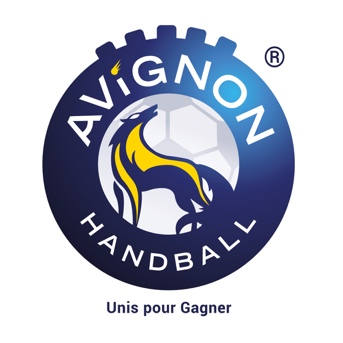 AViGNON
®
HANDBALL
Unis pour Gagner